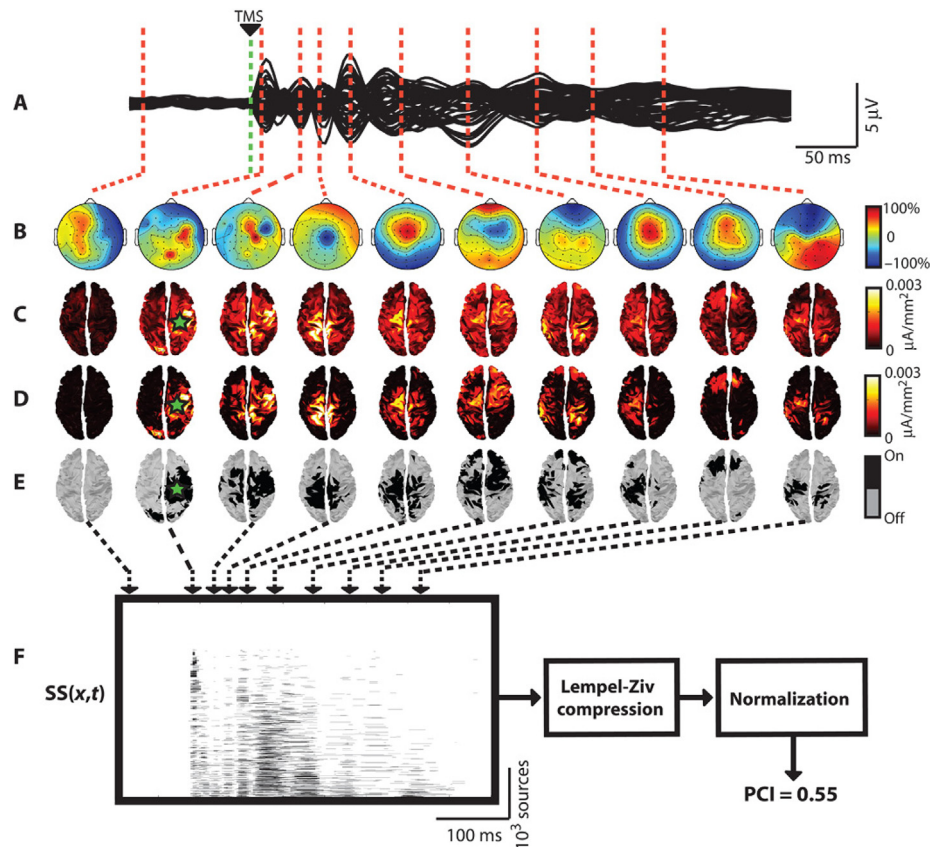 TMS
A
5 µV
50 ms
B
100%
0
–100%
C
0.003
0
µA/mm²
D
0.003
0
µA/mm²
E
On
Off
F
SS(x,t)
Lempel-Ziv
compression
Normalization
PCI = 0.55
100 ms
10³ sources